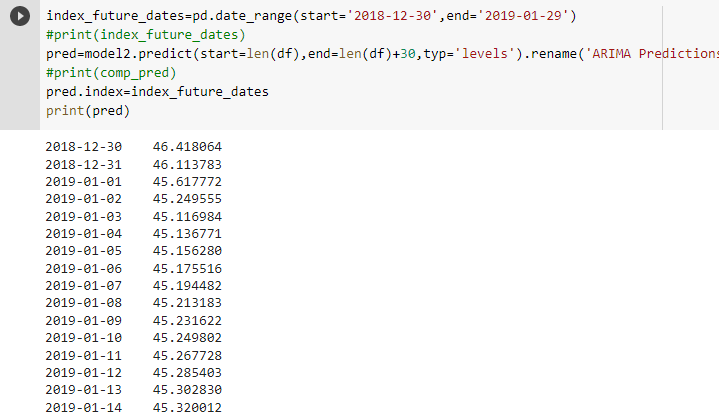 index_future_dates=pd.date_range(start='2018-12-30',end='2019-01-29')
#print(index_future_dates)
pred=model2.predict(start=len(df),end=len(df)+30,typ='levels').rename('ARIMA Predictions
#print(comp_pred)
pred.index=index_future_dates
print(pred)
2018-12-30    46.418064
2018-12-31    46.113783
2019-01-01    45.617772
2019-01-02    45.249555
2019-01-03    45.116984
2019-01-04    45.136771
2019-01-05    45.156280
2019-01-06    45.175516
2019-01-07    45.194482
2019-01-08    45.213183
2019-01-09    45.231622
2019-01-10    45.249802
2019-01-11    45.267728
2019-01-12    45.285403
2019-01-13    45.302830
2019-01-14    45.320012